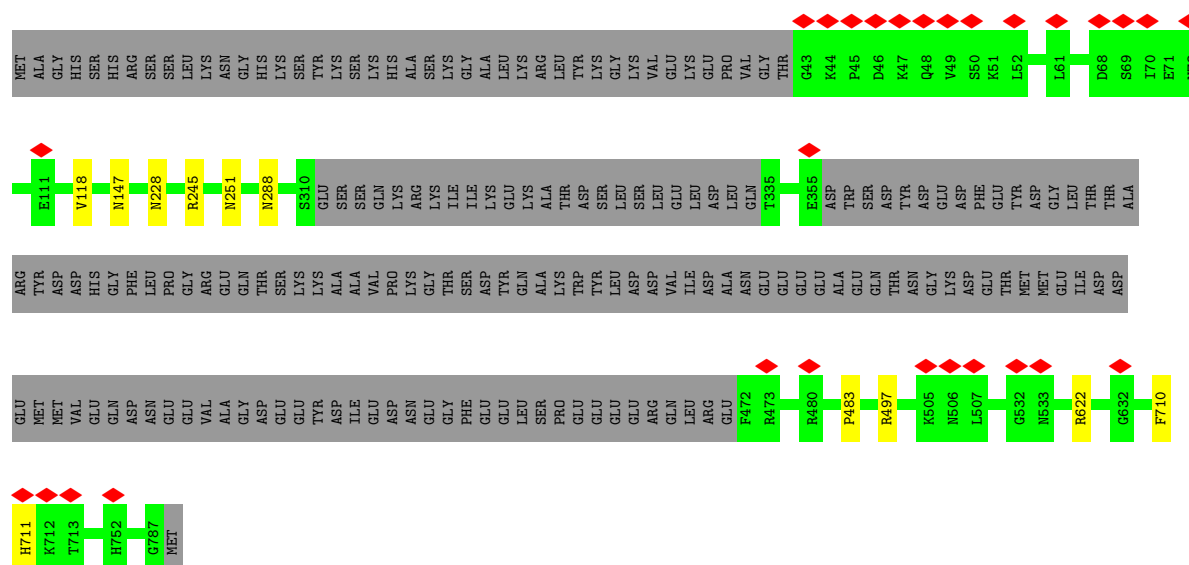 MET ALA GLY HIS SER HIS ARG SER SER LEU LYS ASN GLY HIS LYS SER TYR LYS SER LYS HIS ALA SER LYS GLY ALA LEU LYS ARG LEU TYR LYS GLY LYS VAL GLU LYS GLU PRO VAL GLY THR G43 K44 P45 D46 K47 Q48 V49 S50 K51 L52 L61 D68 S69 I70 E71
E111 V118 N147 N228 R245 N251 N288 S310 GLU SER SER GLN LYS ARG LYS ILE ILE LYS GLU LYS ALA THR ASP SER LEU SER LEU GLU LEU ASP LEU GLN T335 E355 ASP TRP SER ASP TYR ASP GLU ASP PHE GLU TYR ASP GLY LEU THR THR ALA
ARG TYR ASP ASP HIS GLY PHE LEU PRO GLY ARG GLU GLN THR SER LYS LYS ALA ALA VAL PRO LYS GLY THR SER ASP TYR GLN ALA LYS TRP TYR LEU ASP ASP VAL ILE ASP ALA ASN GLU GLU GLU GLU ALA GLU GLN THR ASN GLY LYS ASP GLU THR MET MET GLU ILE ASP ASP
GLU MET MET VAL GLU GLN ASP ASN GLU GLU VAL ALA GLY ASP GLU GLU TYR ASP ILE GLU ASP ASN GLU GLY PHE GLU GLU LEU SER PRO GLU GLU GLU GLU ARG GLN LEU ARG GLU F472 R473 R480 P483 R497 K505 N506 L507 G532 N533 R622 G632 F710
H711 K712 T713 H752 G787 MET